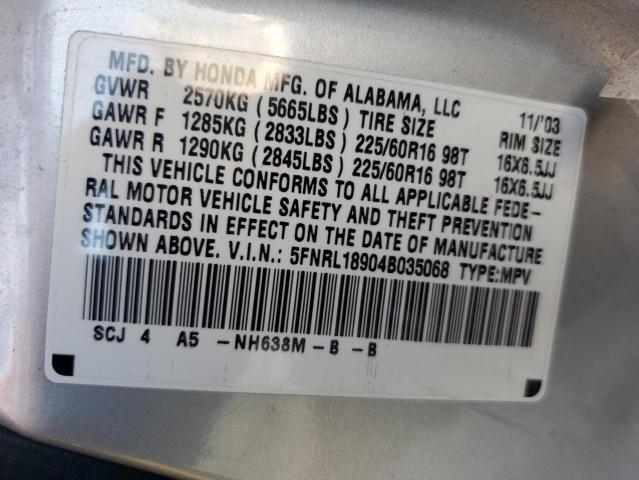 MFD. BY HONDA MFG. OF ALABAMA, LLC 11/'03
GVWR 2570KG (5665LBS) TIRE SIZE RIM SIZE
GAWR F 1285KG (2833LBS) 225/60R16 98T 16X6.5JJ
GAWR R 1290KG (2845LBS) 225/60R16 98T 16X6.5JJ
THIS VEHICLE CONFORMS TO ALL APPLICABLE FEDE-
RAL MOTOR VEHICLE SAFETY AND THEFT PREVENTION
STANDARDS IN EFFECT ON THE DATE OF MANUFACTURE
SHOWN ABOVE. V.I.N.: 5FNRL18904B035068 TYPE:MPV
SCJ 4 A5 -NH638M-B -B